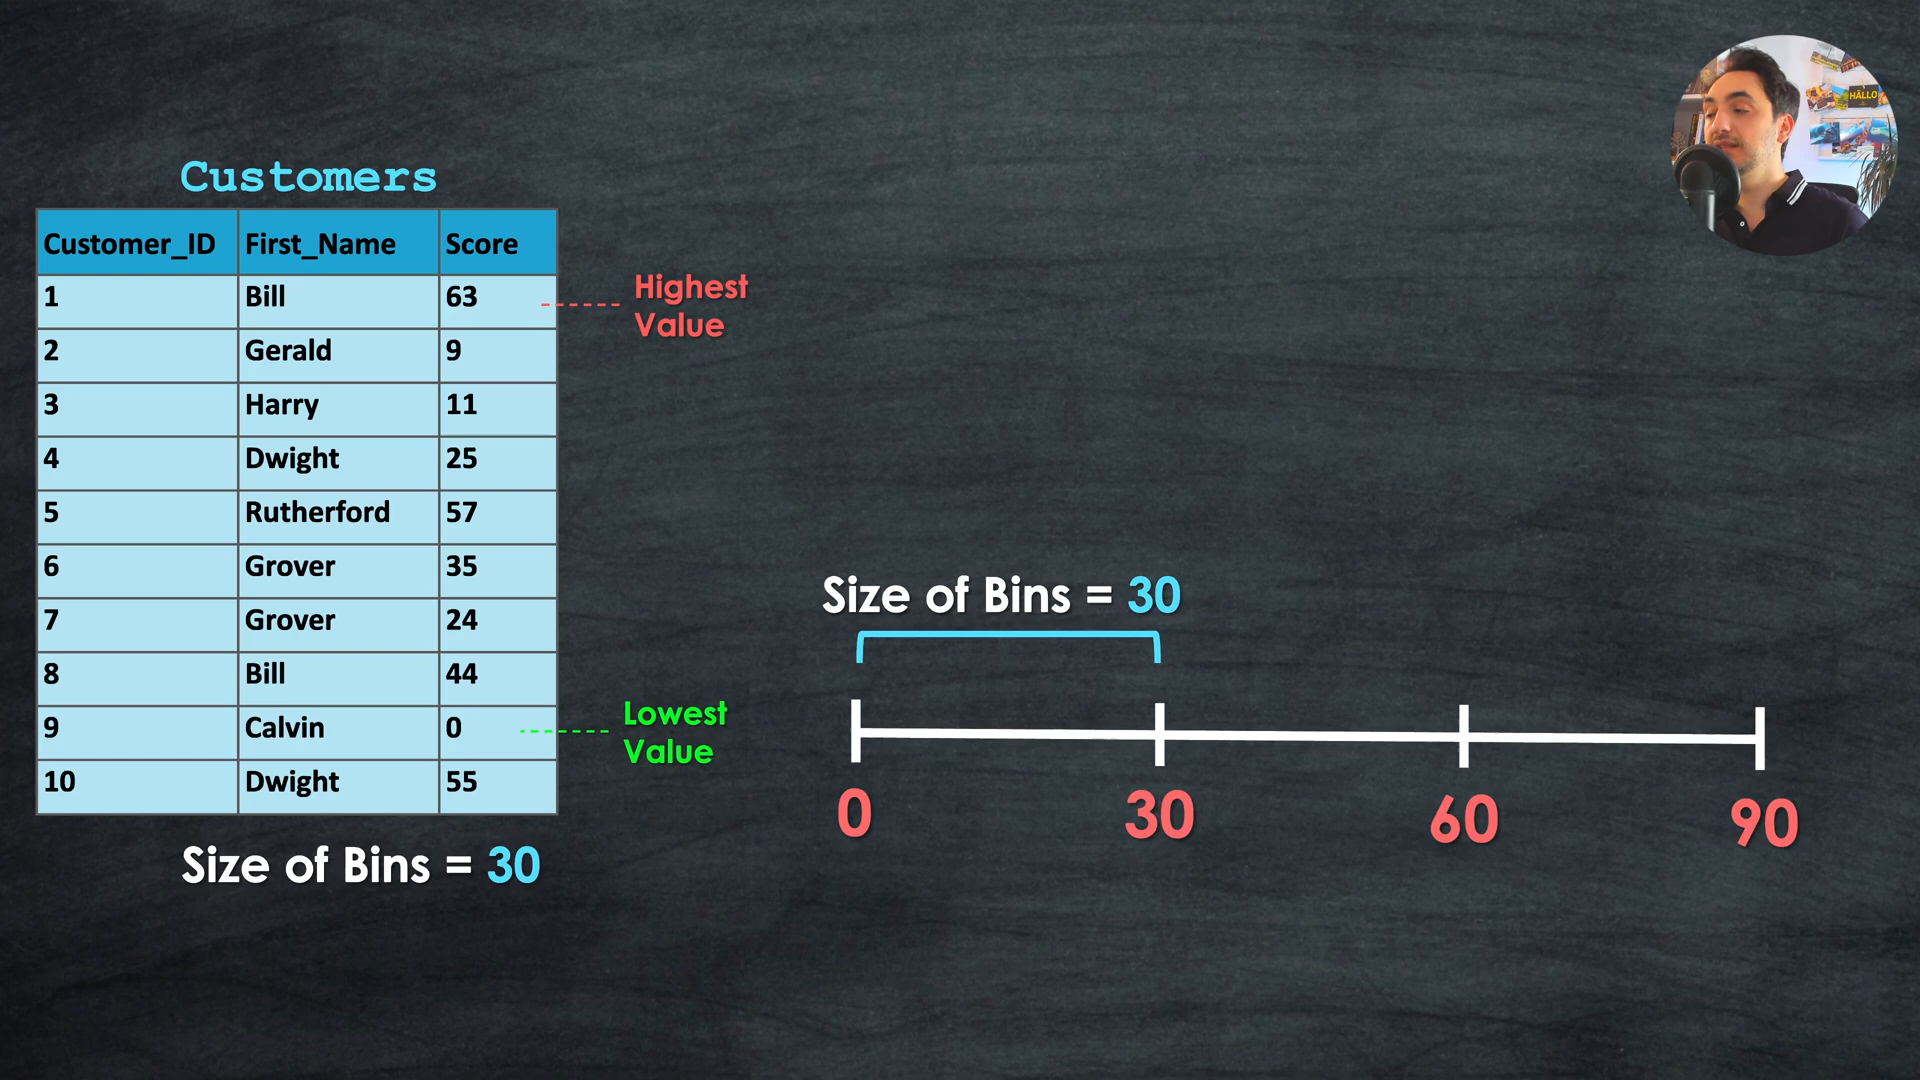 HÄLLO
Customers
Customer_ID First_Name Score
1 Bill 63
2 Gerald 9
3 Harry 11
4 Dwight 25
5 Rutherford 57
6 Grover 35
7 Grover 24
8 Bill 44
9 Calvin 0
10 Dwight 55
Highest
Value
Lowest
Value
Size of Bins = 30
Size of Bins = 30
0 30 60 90